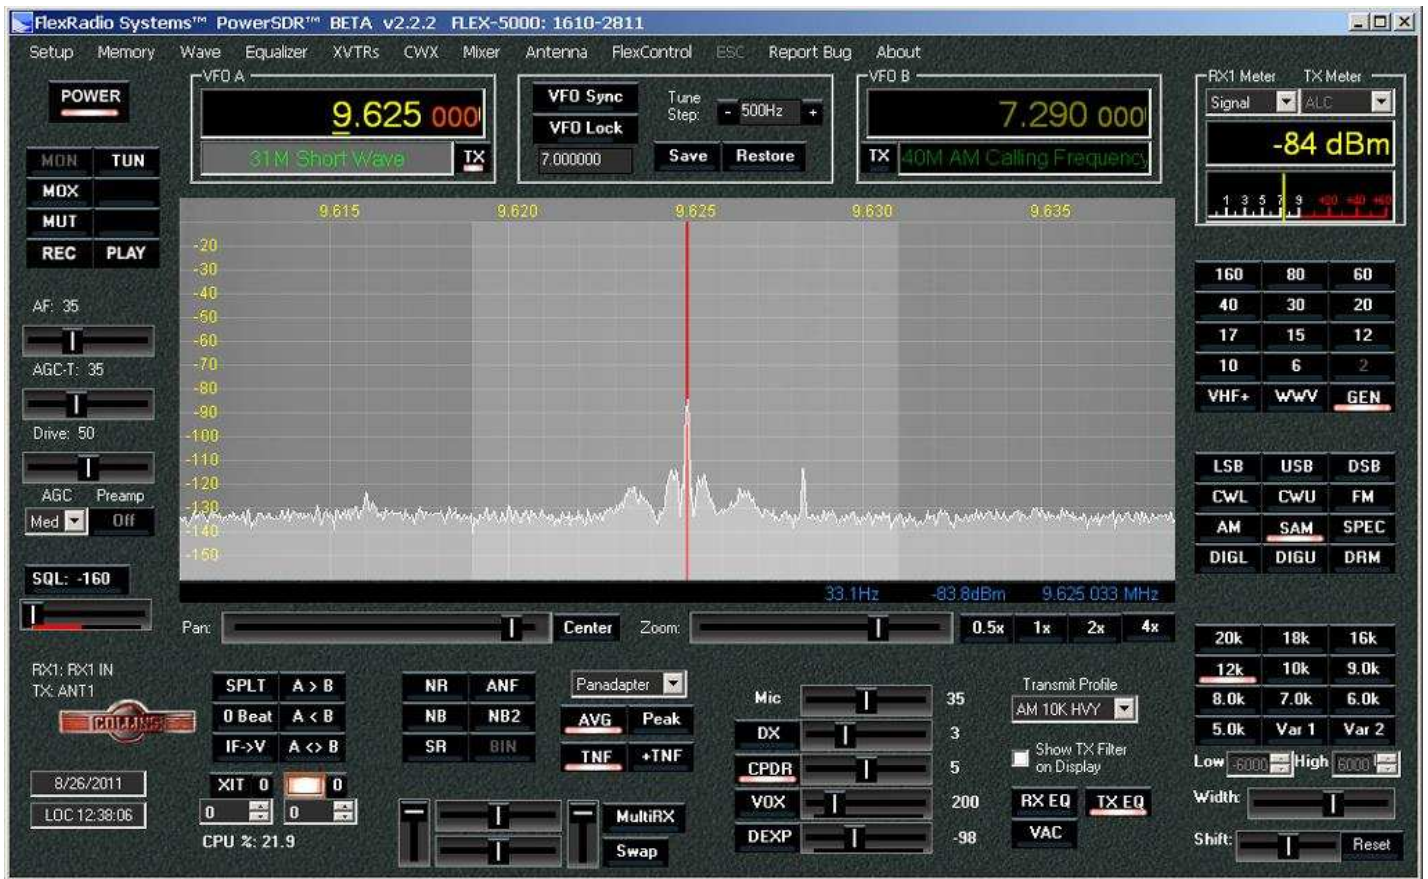 FlexRadio Systems™ PowerSDR™ BETA v2.2.2 FLEX-5000: 1610-2811
Setup Memory Wave Equalizer XVTRs CWX Mixer Antenna FlexControl ESC Report Bug About
POWER
VFO A
9.625 000
31M Short Wave TX
VFO Sync
VFO Lock
Tune Step: - 500Hz +
7.000000 Save Restore
VFO B
7.290 000
TX 40M AM Calling Frequency
RX1 Meter TX Meter
Signal ALC
-84 dBm
1 3 5 7 9 +20 +40 +60
MON TUN
MOX
MUT
REC PLAY
AF: 35
AGC-T: 35
Drive: 50
AGC Preamp
Med Off
SQL: -160
9.615 9.620 9.625 9.630 9.635
-20
-30
-40
-50
-60
-70
-80
-90
-100
-110
-120
-130
-140
-150
33.1Hz -83.8dBm 9.625 033 MHz
Pan: Center Zoom: 0.5x 1x 2x 4x
160 80 60
40 30 20
17 15 12
10 6 2
VHF+ WWV GEN
LSB USB DSB
CWL CWU FM
AM SAM SPEC
DIGL DIGU DRM
20k 18k 16k
12k 10k 9.0k
8.0k 7.0k 6.0k
5.0k Var 1 Var 2
Low -6000 High 6000
Width:
Shift: Reset
RX1: RX1 IN
TX: ANT1
COLLINS
8/26/2011
LOC 12:38:06
SPLT A > B
0 Beat A < B
IF->V A <> B
XIT 0 0
0 0
CPU %: 21.9
NR ANF
NB NB2
SR BIN
Panadapter
AVG Peak
TNF +TNF
MultiRX
Swap
Mic 35
DX 3
CPDR 5
VOX 200
DEXP -98
Transmit Profile
AM 10K HVY
Show TX Filter
on Display
RX EQ TX EQ
VAC